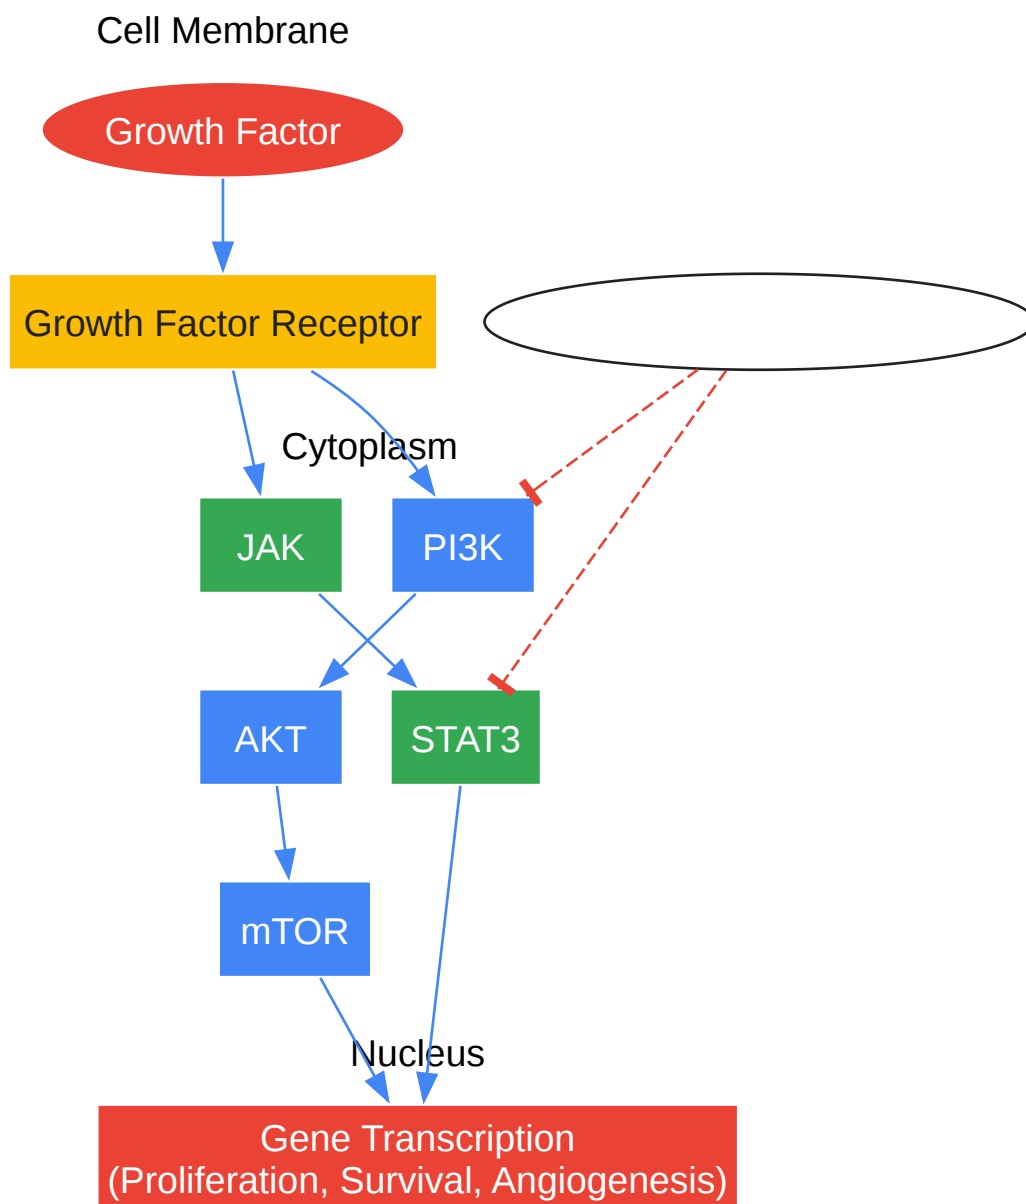 Cell Membrane
Growth Factor
Growth Factor Receptor
Cytoplasm
JAK
PI3K
AKT
STAT3
mTOR
Nucleus
Gene Transcription
(Proliferation, Survival, Angiogenesis)